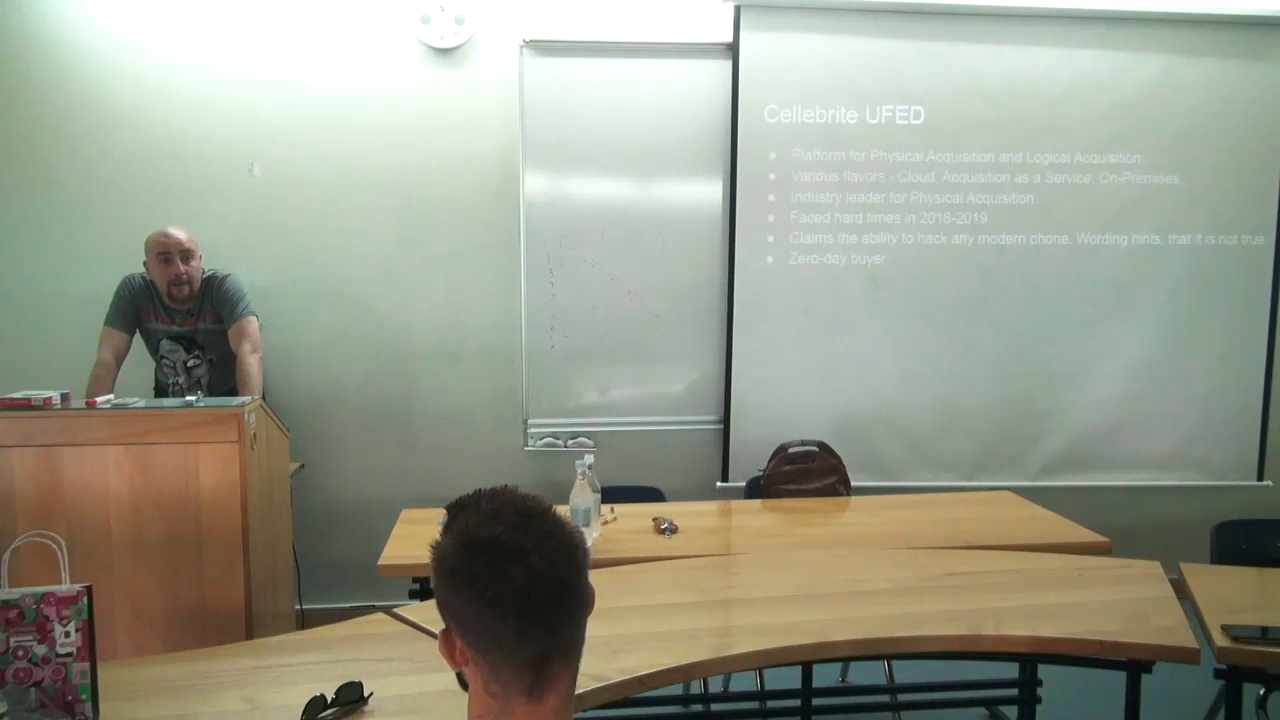 Cellebrite UFED
● Platform for Physical Acquisition and Logical Acquisition
● Various flavors - Cloud, Acquisition as a Service, On-Premises.
● Industry leader for Physical Acquisition.
● Faced hard times in 2018-2019
● Claims the ability to hack any modern phone. Wording hints, that it is not true.
● Zero-day buyer